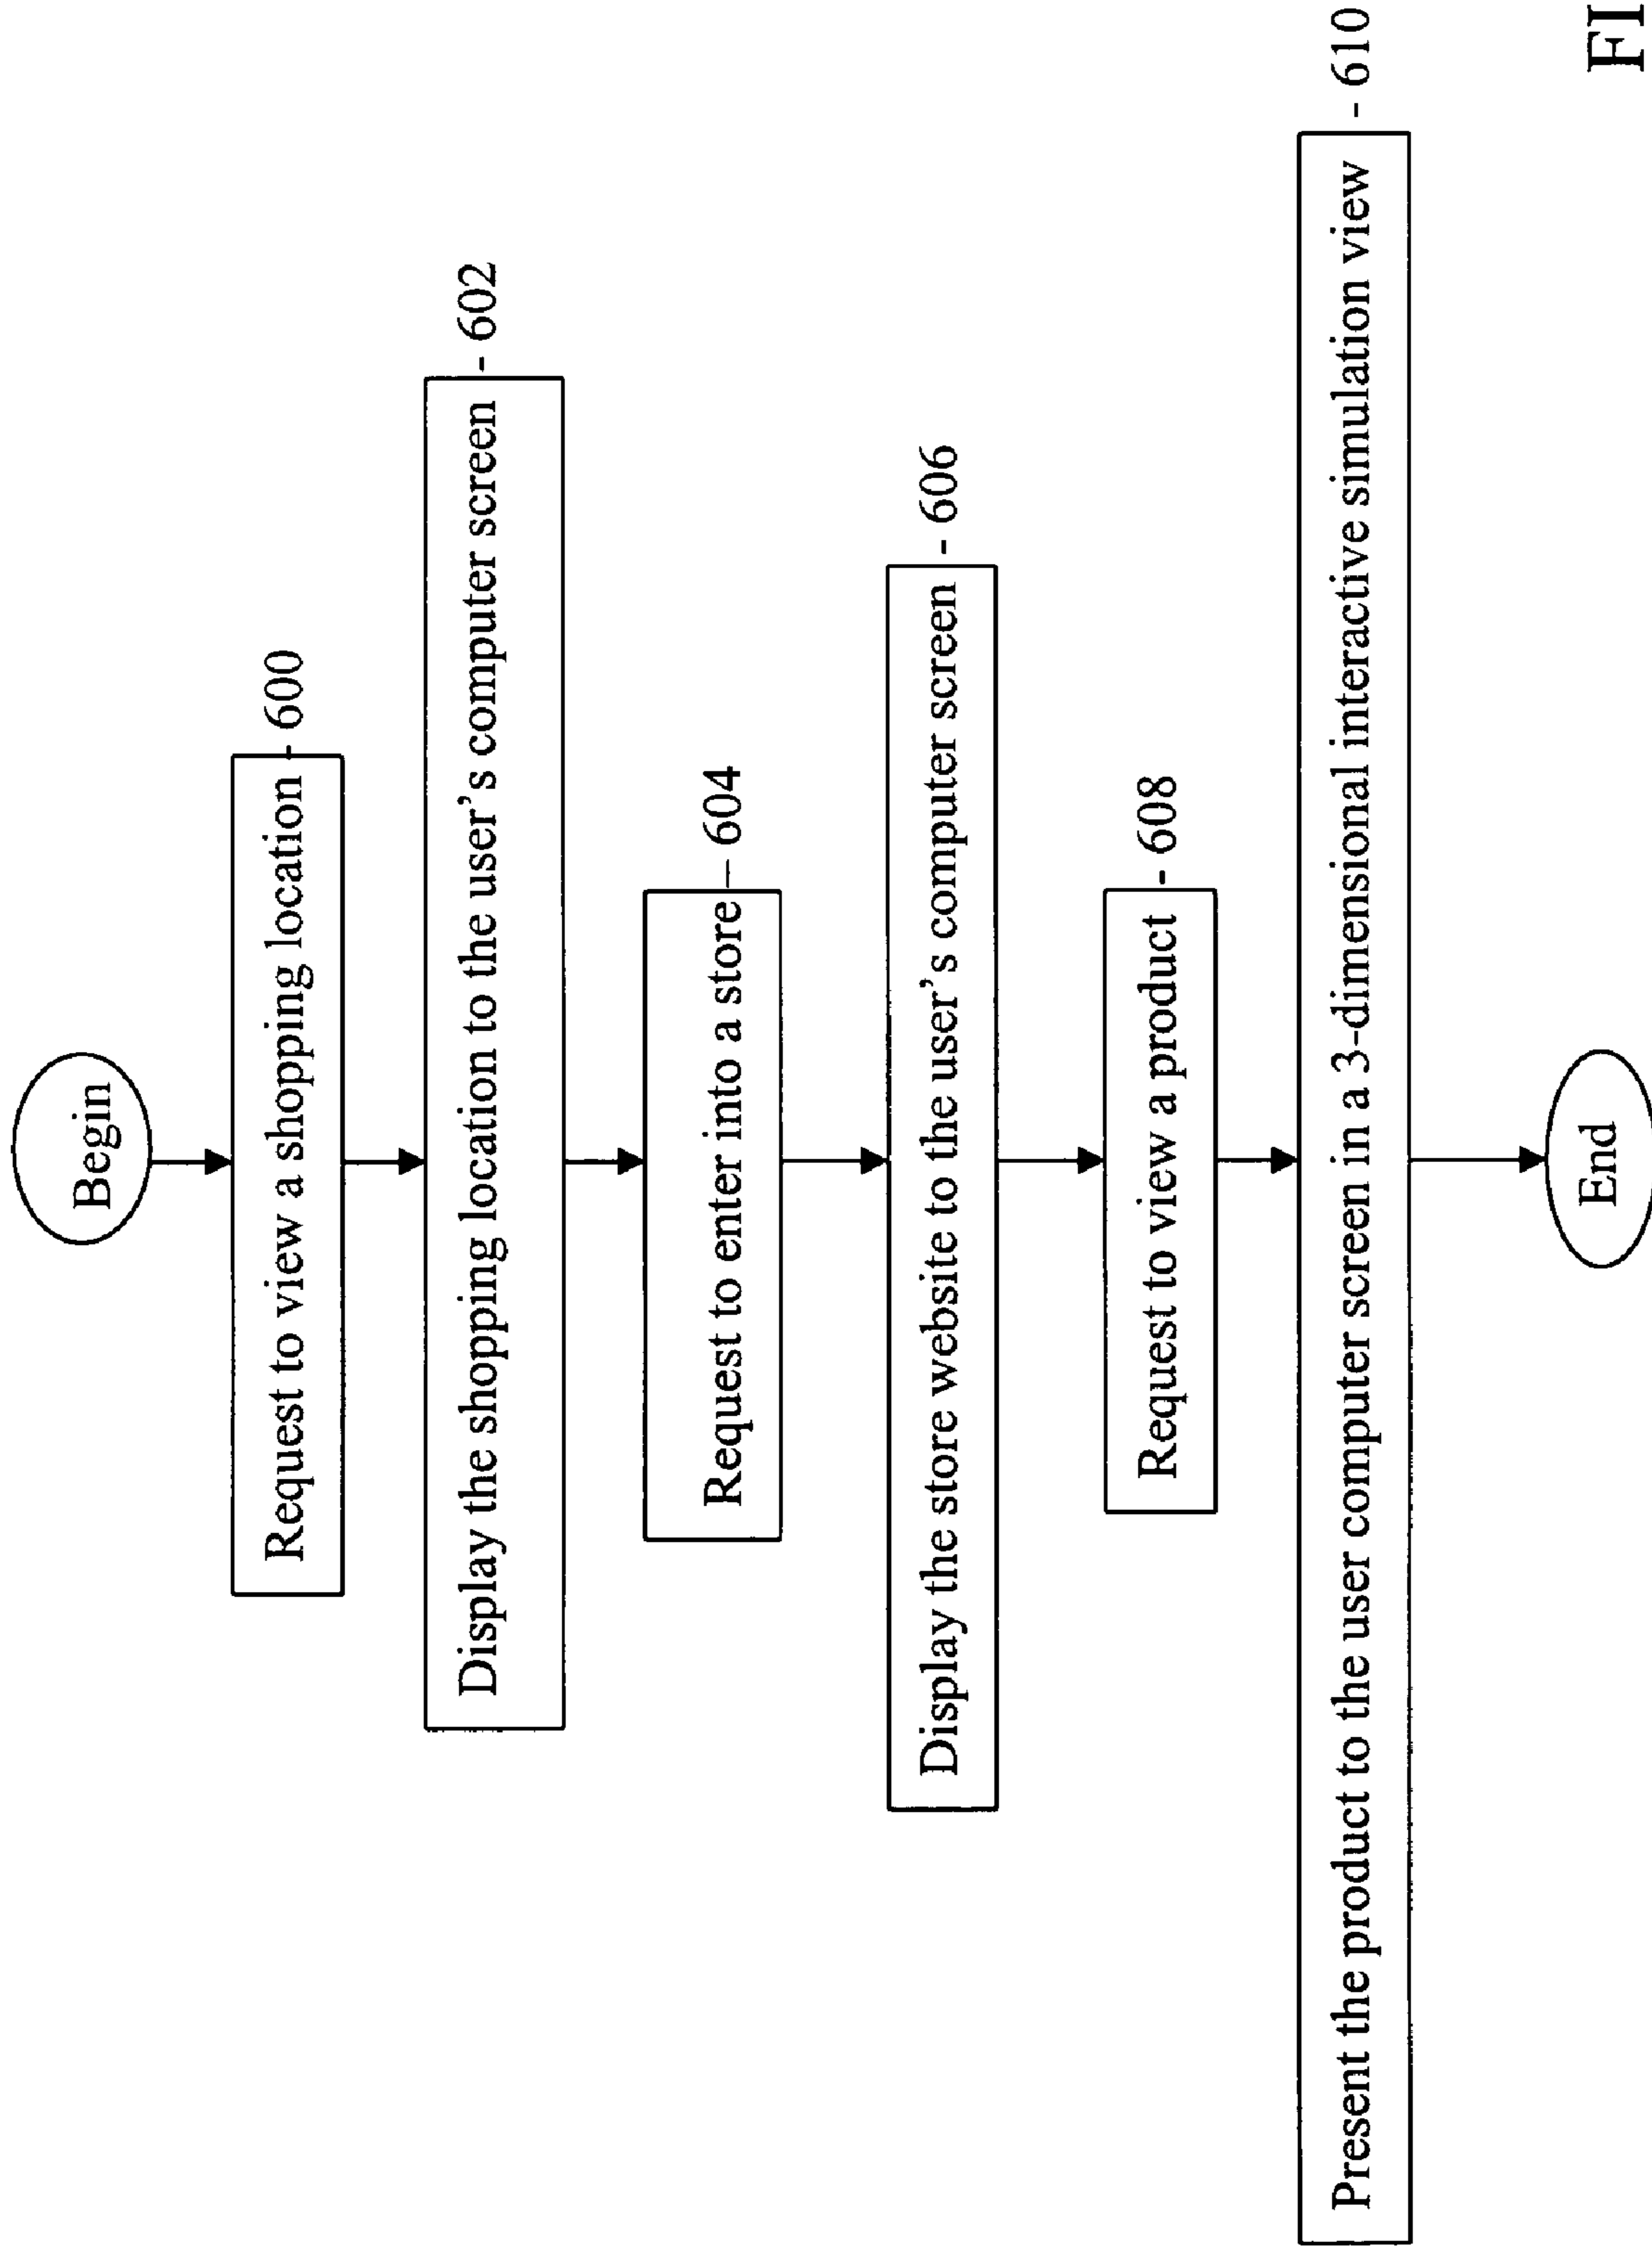 Begin
Request to view a shopping location - 600
Display the shopping location to the user's computer screen - 602
Request to enter into a store - 604
Display the store website to the user's computer screen - 606
Request to view a product - 608
Present the product to the user computer screen in a 3-dimensional interactive simulation view - 610
End
FI